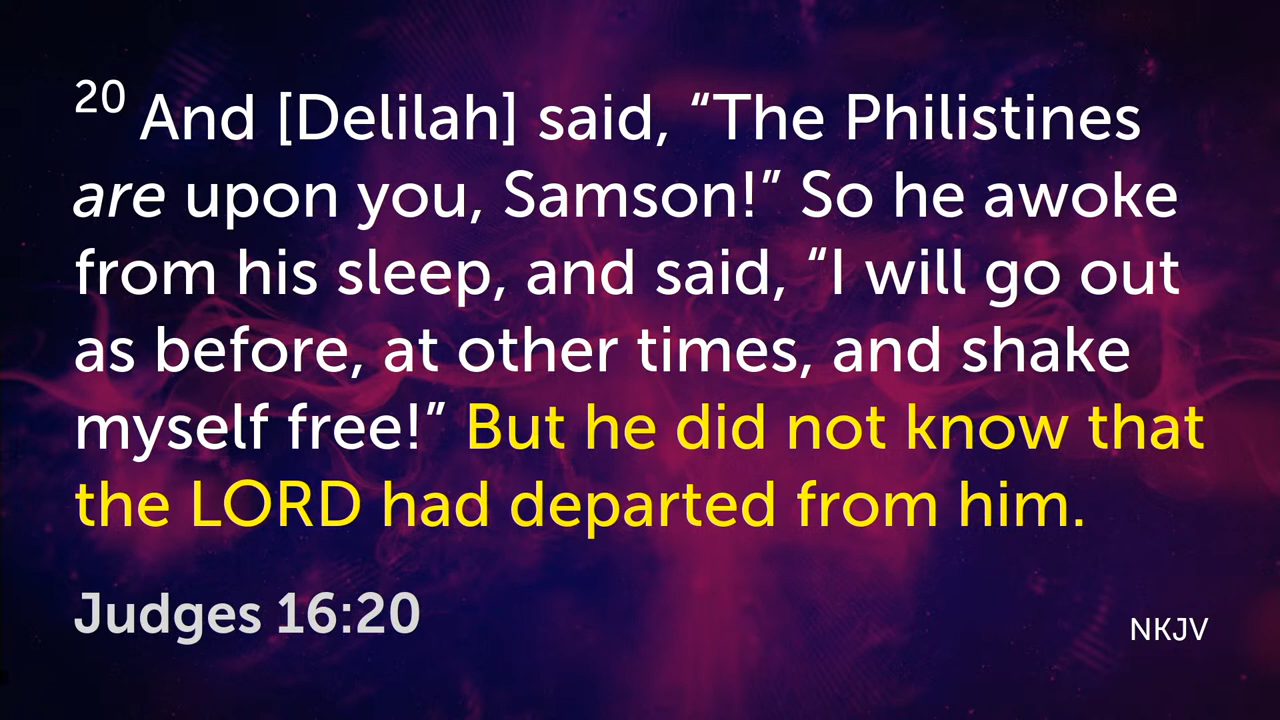 20 And [Delilah] said, “The Philistines
are upon you, Samson!” So he awoke
from his sleep, and said, “I will go out
as before, at other times, and shake
myself free!” But he did not know that
the LORD had departed from him.
Judges 16:20
NKJV